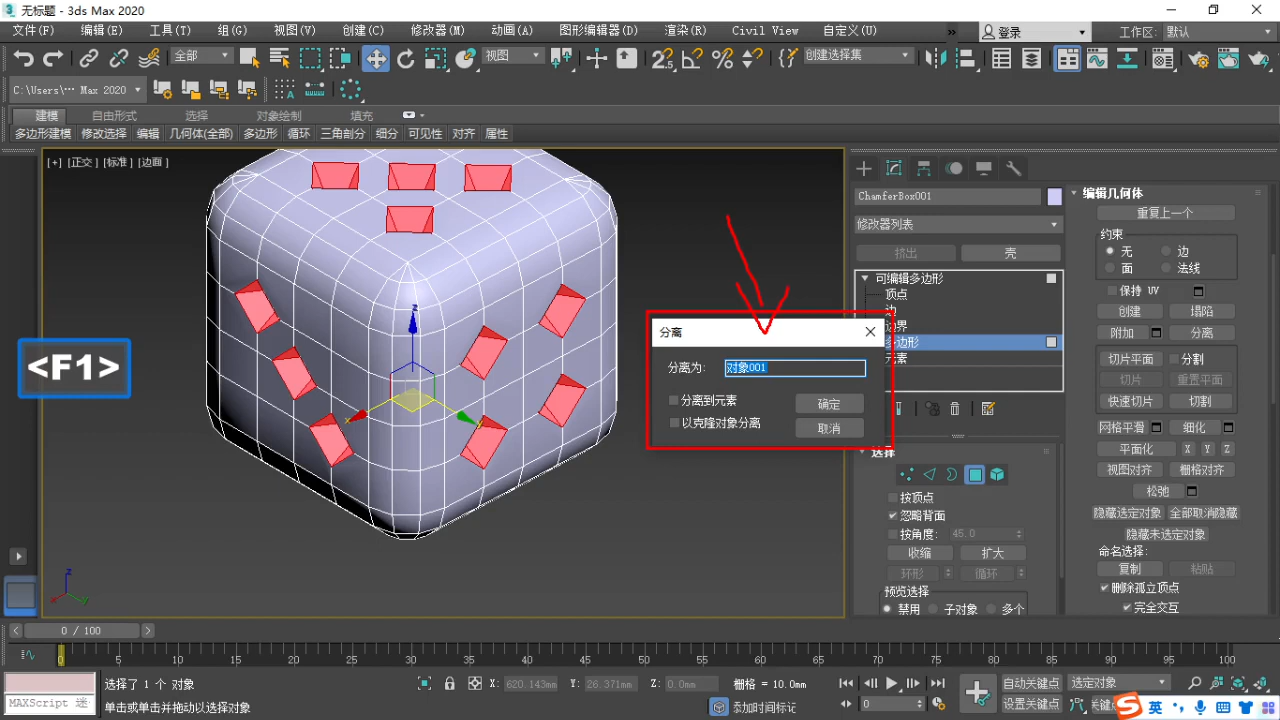 无标题 - 3ds Max 2020
文件(F) 编辑(E) 工具(T) 组(G) 视图(V) 创建(C) 修改器(M) 动画(A) 图形编辑器(D) 渲染(R) Civil View 自定义(U) » 登录 工作区: 默认
全部 视图 创建选择集
C:\Users\··· Max 2020
建模 自由形式 选择 对象绘制 填充
多边形建模 修改选择 编辑 几何体(全部) 多边形 循环 三角剖分 细分 可见性 对齐 属性
[+] [正交] [标准] [边面]
<F1>
z
x
分离
分离为: 对象001
分离到元素
以克隆对象分离
确定
取消
ChamferBox001
修改器列表
挤出 壳
可编辑多边形
顶点
边
边界
多边形
元素
选择
按顶点
忽略背面
按角度: 45.0
收缩 扩大
环形 循环
预览选择
禁用 子对象 多个
编辑几何体
重复上一个
约束
无 边
面 法线
保持 UV
创建 塌陷
附加 分离
切片平面 分割
切片 重置平面
快速切片 切割
网格平滑 细化
平面化 X Y Z
视图对齐 栅格对齐
松弛
隐藏选定对象 全部取消隐藏
隐藏未选定对象
命名选择:
复制 粘贴
删除孤立顶点
完全交互
z
x y
< 0 / 100 >
0 5 10 15 20 25 30 35 40 45 50 55 60 65 70 75 80 85 90 95 100
选择了 1 个 对象 X: 620.143mm Y: 26.371mm Z: 0.0mm 栅格 = 10.0mm 自动关键点 选定对象
MAXScript 迷 单击或单击并拖动以选择对象 添加时间标记 0 设置关键点
英